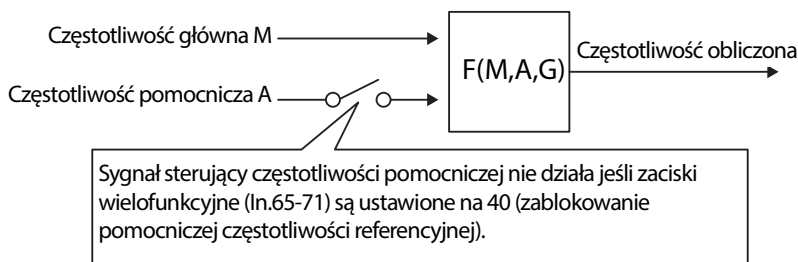 Częstotliwość główna M
F(M,A,G)
Częstotliwość obliczona
Częstotliwość pomocnicza A
Sygnał sterujący częstotliwości pomocniczej nie działa jeśli zaciski
wielofunkcyjne (In.65-71) są ustawione na 40 (zablokowanie
pomocniczej częstotliwości referencyjnej).